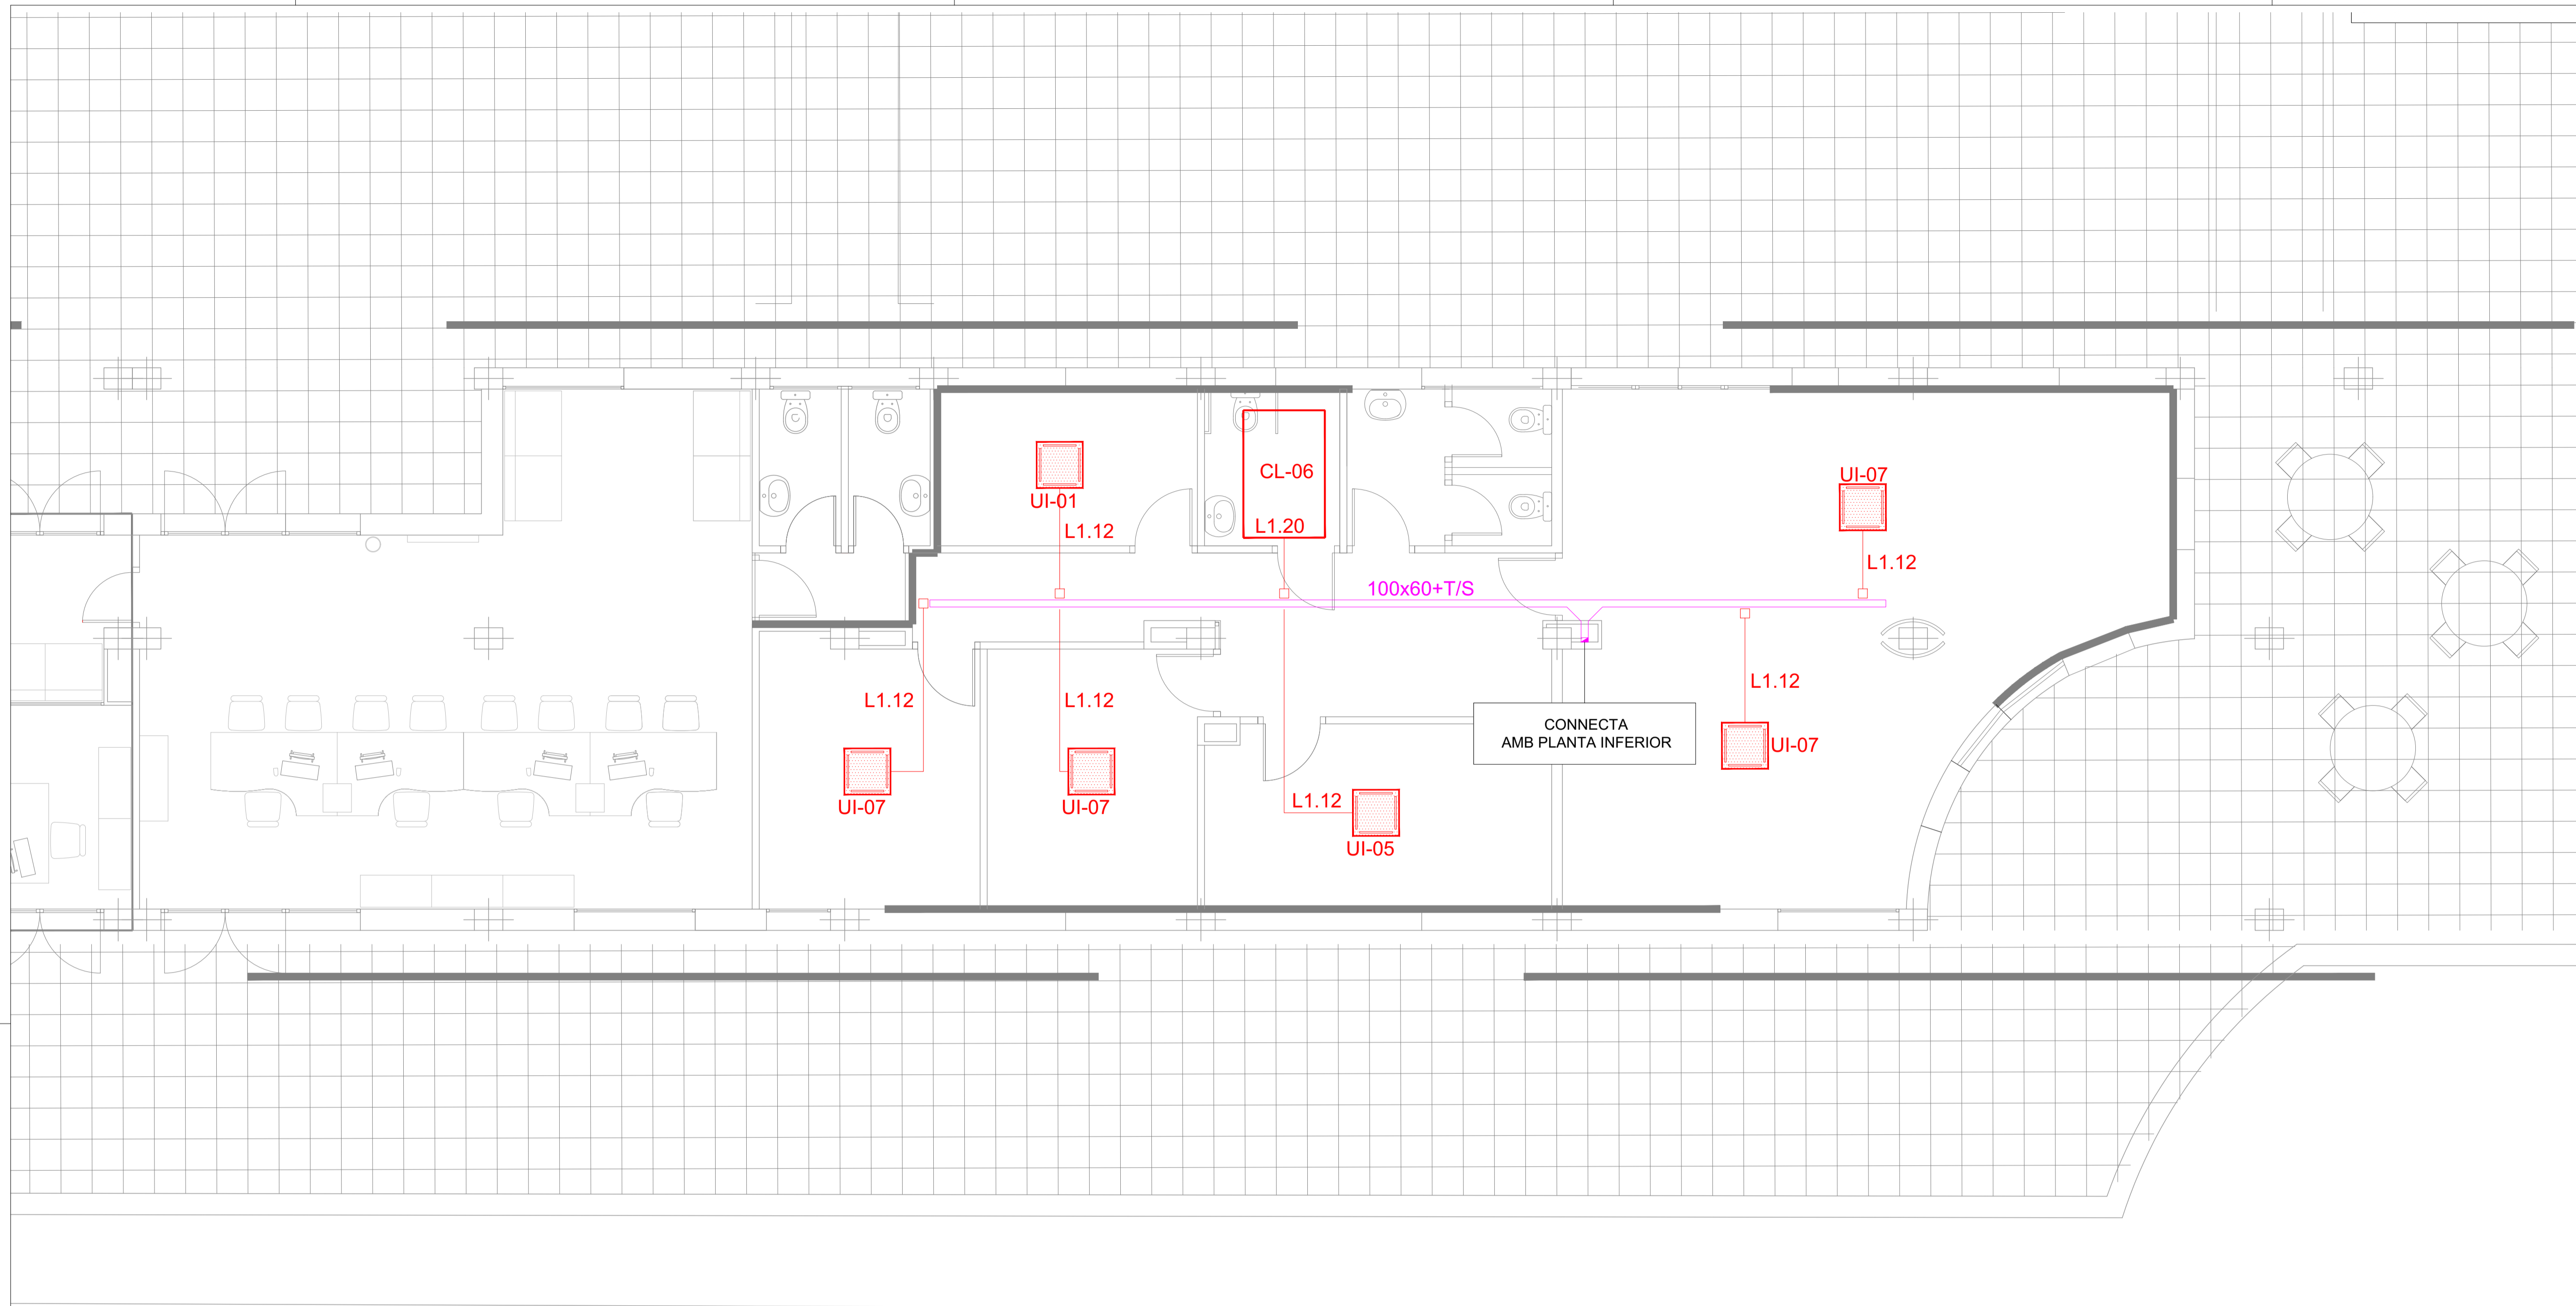 CL-06
UI-07
UI-01
L1.20
L1.12
L1.12
100x60+T/S
L1.12
L1.12
L1.12
CONNECTA
AMB PLANTA INFERIOR
UI-07
L1.12
UI-07
UI-07
UI-05